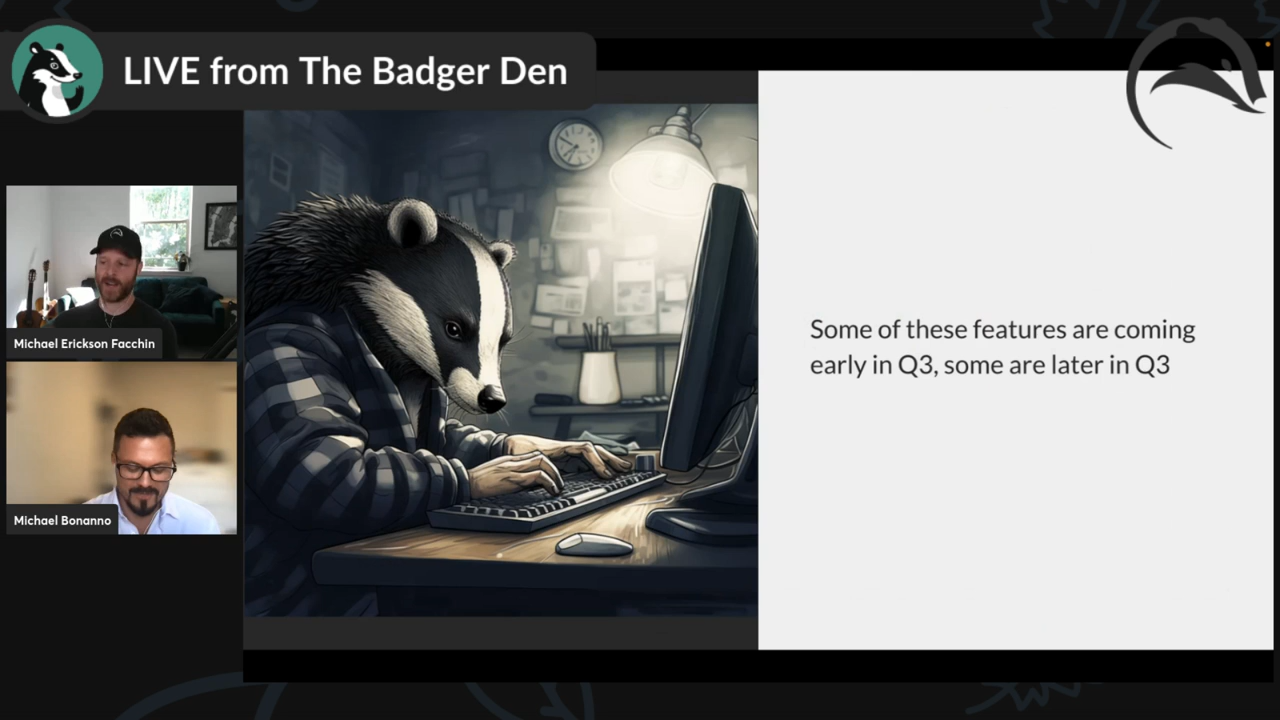 LIVE from The Badger Den
Michael Erickson Facchin
Michael Bonanno
Some of these features are coming
early in Q3, some are later in Q3